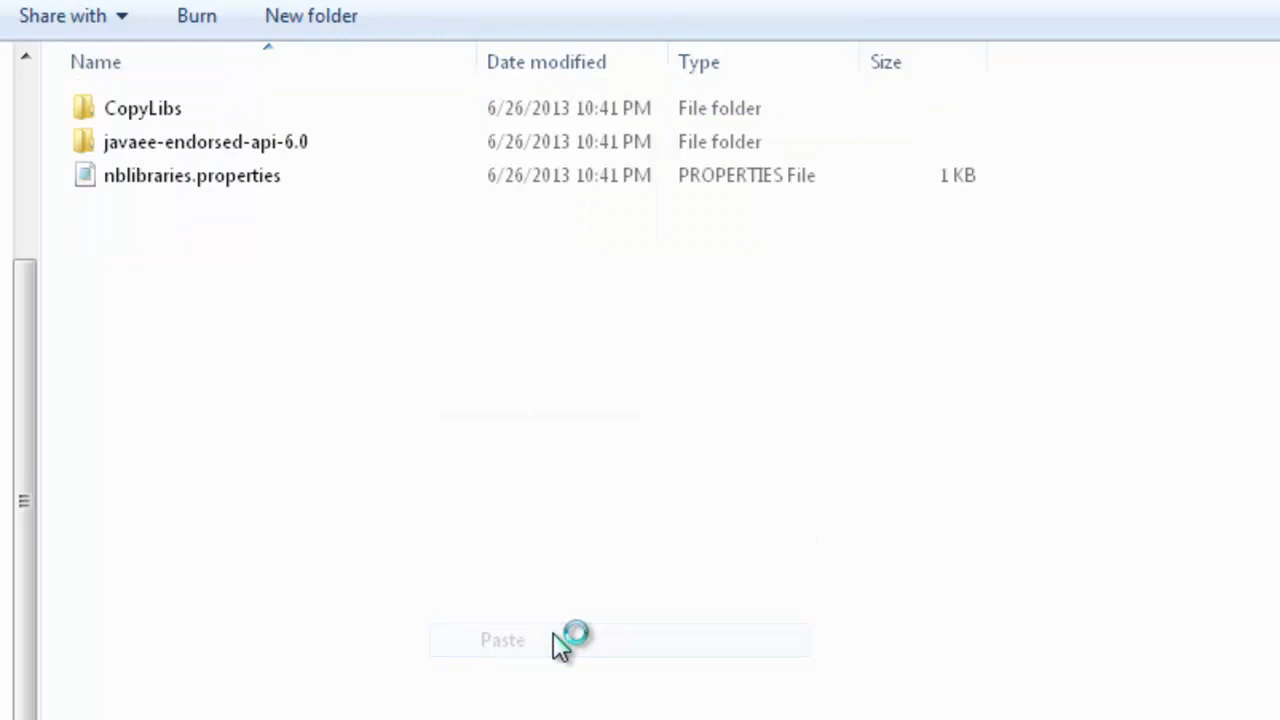 Share with Burn New folder
Name Date modified Type Size
CopyLibs 6/26/2013 10:41 PM File folder
javaee-endorsed-api-6.0 6/26/2013 10:41 PM File folder
nblibraries.properties 6/26/2013 10:41 PM PROPERTIES File 1 KB
Paste